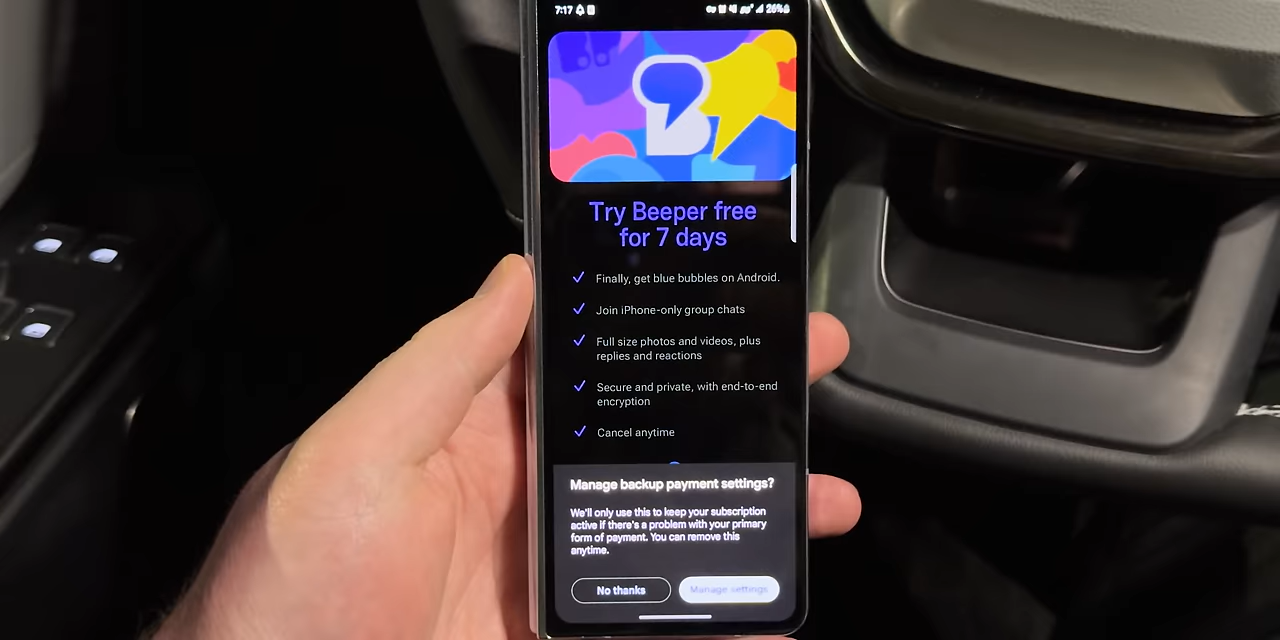 7:17
26%
Try Beeper free
for 7 days
Finally, get blue bubbles on Android.
Join iPhone-only group chats
Full size photos and videos, plus
replies and reactions
Secure and private, with end-to-end
encryption
Cancel anytime
Manage backup payment settings?
We'll only use this to keep your subscription
active if there's a problem with your primary
form of payment. You can remove this
anytime.
No thanks
Manage settings